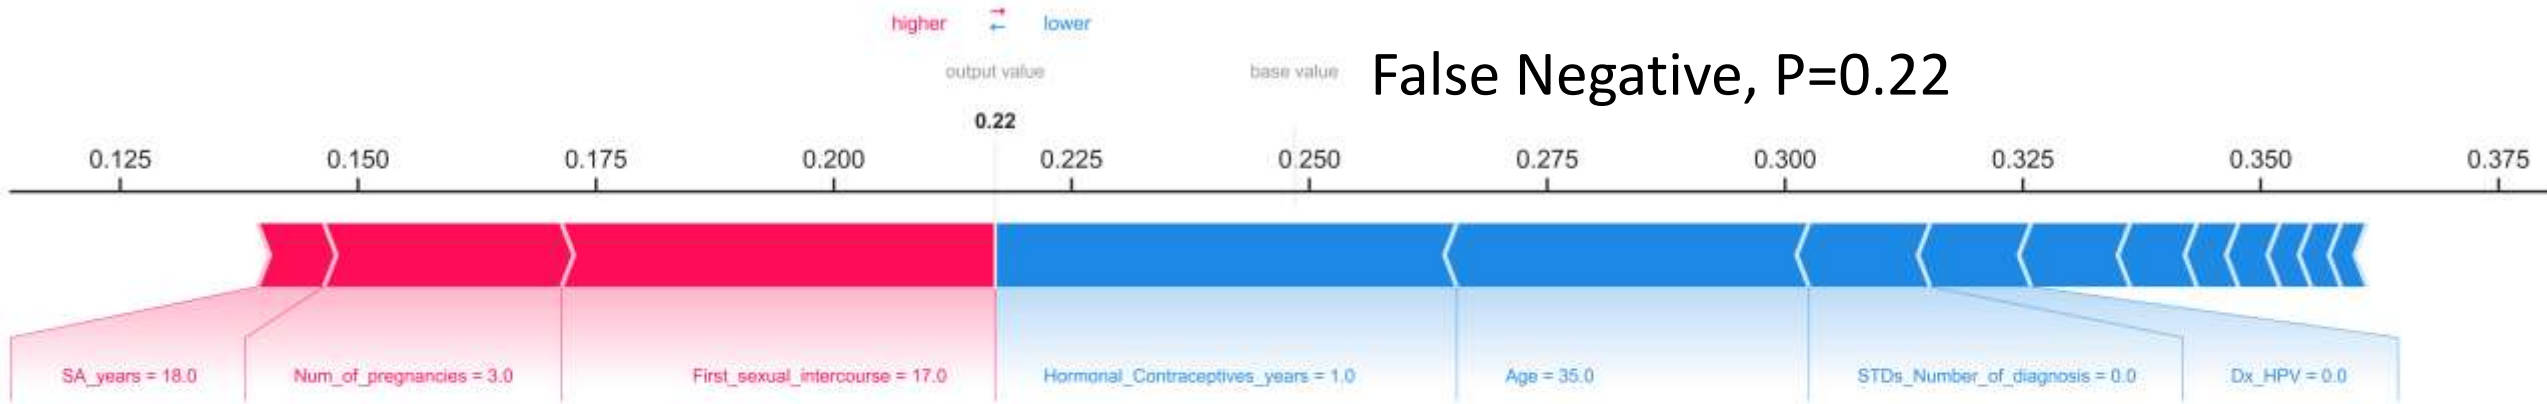 higher → ← lower
output value base value False Negative, P=0.22
0.22
0.125 0.150 0.175 0.200 0.225 0.250 0.275 0.300 0.325 0.350 0.375
SA_years = 18.0 Num_of_pregnancies = 3.0 First_sexual_intercourse = 17.0 Hormonal_Contraceptives_years = 1.0 Age = 35.0 STDs_Number_of_diagnosis = 0.0 Dx_HPV = 0.0